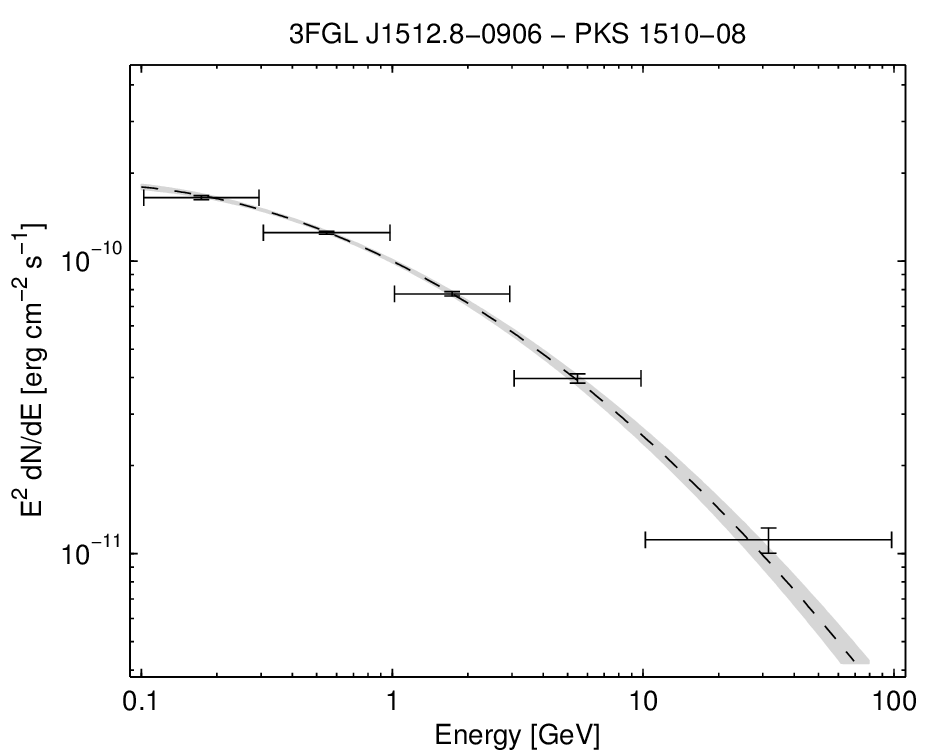 3FGL J1512.8−0906 − PKS 1510−08
E² dN/dE [erg cm⁻² s⁻¹]
10⁻¹⁰
10⁻¹¹
0.1 1 10 100
Energy [GeV]